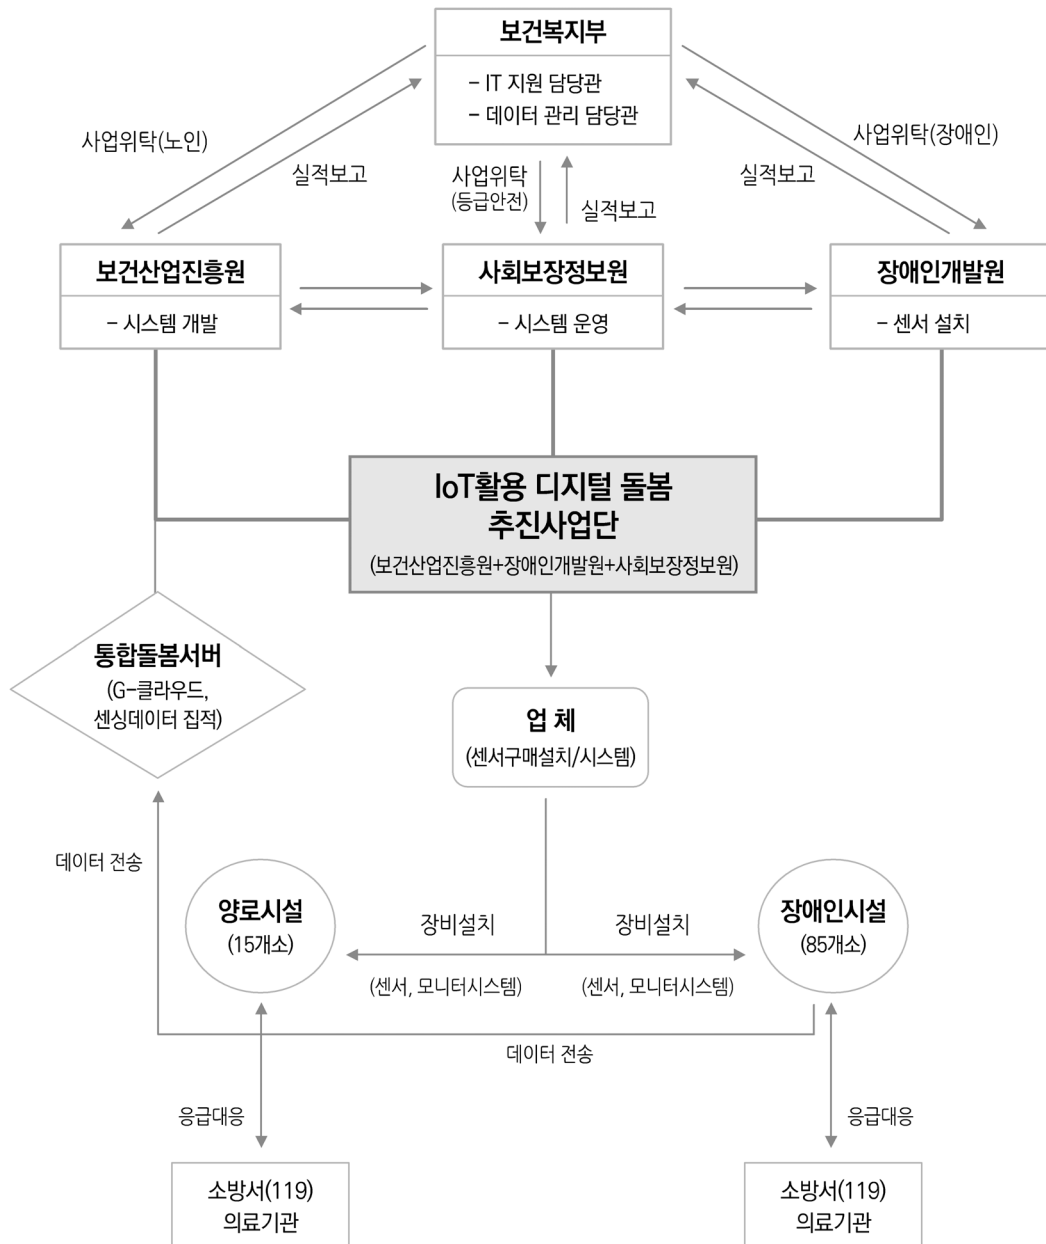 보건복지부
- IT 지원 담당관
- 데이터 관리 담당관
사업위탁(노인)
실적보고
사업위탁
(등급안전)
실적보고
사업위탁(장애인)
실적보고
보건산업진흥원
- 시스템 개발
사회보장정보원
- 시스템 운영
장애인개발원
- 센서 설치
IoT활용 디지털 돌봄
추진사업단
(보건산업진흥원+장애인개발원+사회보장정보원)
통합돌봄서버
(G-클라우드,
센싱데이터 집적)
업 체
(센서구매설치/시스템)
데이터 전송
양로시설
(15개소)
장비설치
(센서, 모니터시스템)
장비설치
(센서, 모니터시스템)
장애인시설
(85개소)
데이터 전송
응급대응
응급대응
소방서(119)
의료기관
소방서(119)
의료기관